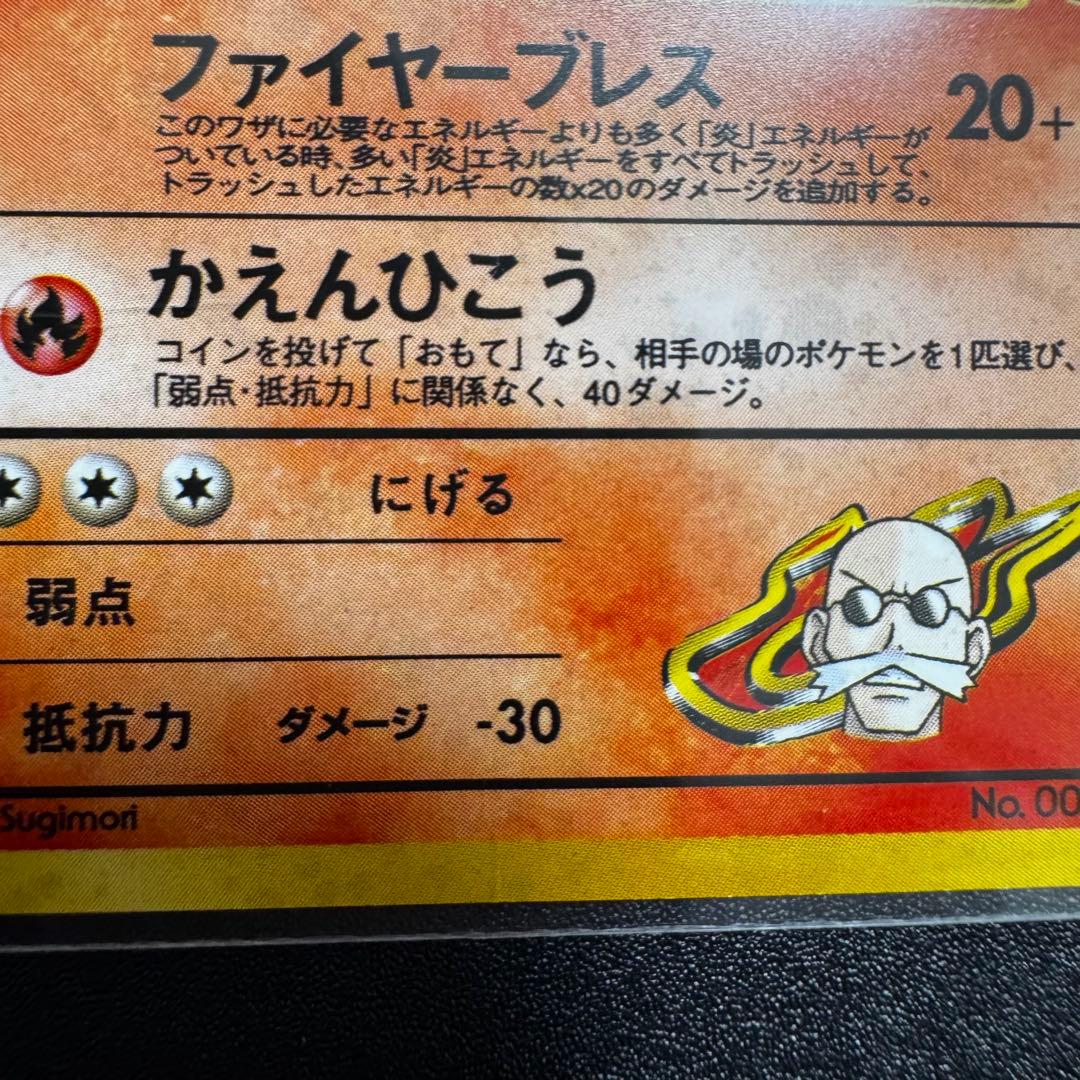 ファイヤーブレス 20+
このワザに必要なエネルギーよりも多く「炎」エネルギーが
ついている時、多い「炎」エネルギーをすべてトラッシュして、
トラッシュしたエネルギーの数x20のダメージを追加する。
かえんひこう
コインを投げて「おもて」なら、相手の場のポケモンを1匹選び、
「弱点·抵抗力」に関係なく、40ダメージ。
にげる
弱点
抵抗力 ダメージ -30
Sugimori No. 00